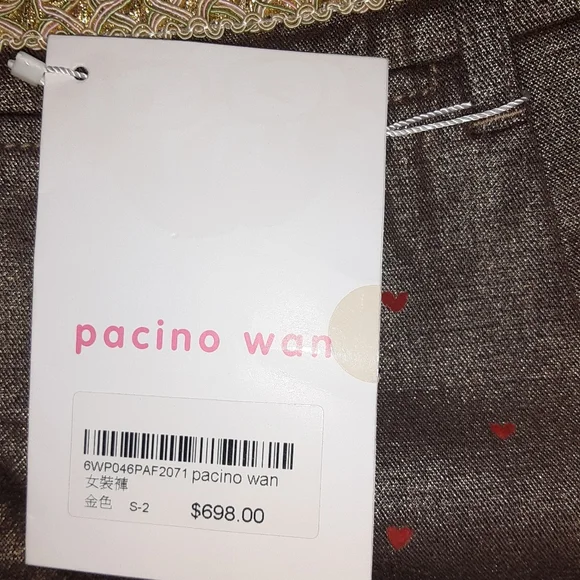 pacino wan
6WP046PAF2071 pacino wan
女裝褲
金色 S-2 $698.00